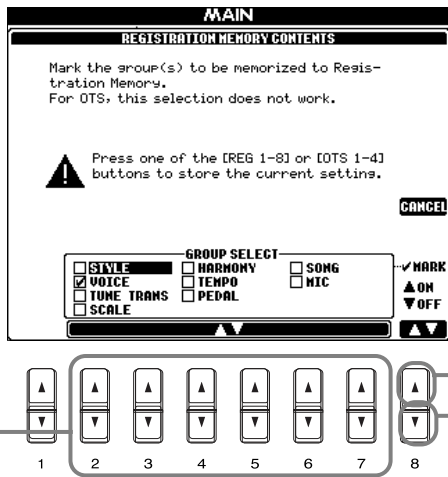 MAIN
REGISTRATION MEMORY CONTENTS
Mark the group(s) to be memorized to Regis-
tration Memory.
For OTS, this selection does not work.
Press one of the [REG 1-8] or [OTS 1-4]
buttons to store the current setting.
CANCEL
GROUP SELECT
STYLE HARMONY SONG
VOICE TEMPO MIC
TUNE TRANS PEDAL
SCALE
MARK
▲ON
▼OFF
1 2 3 4 5 6 7 8